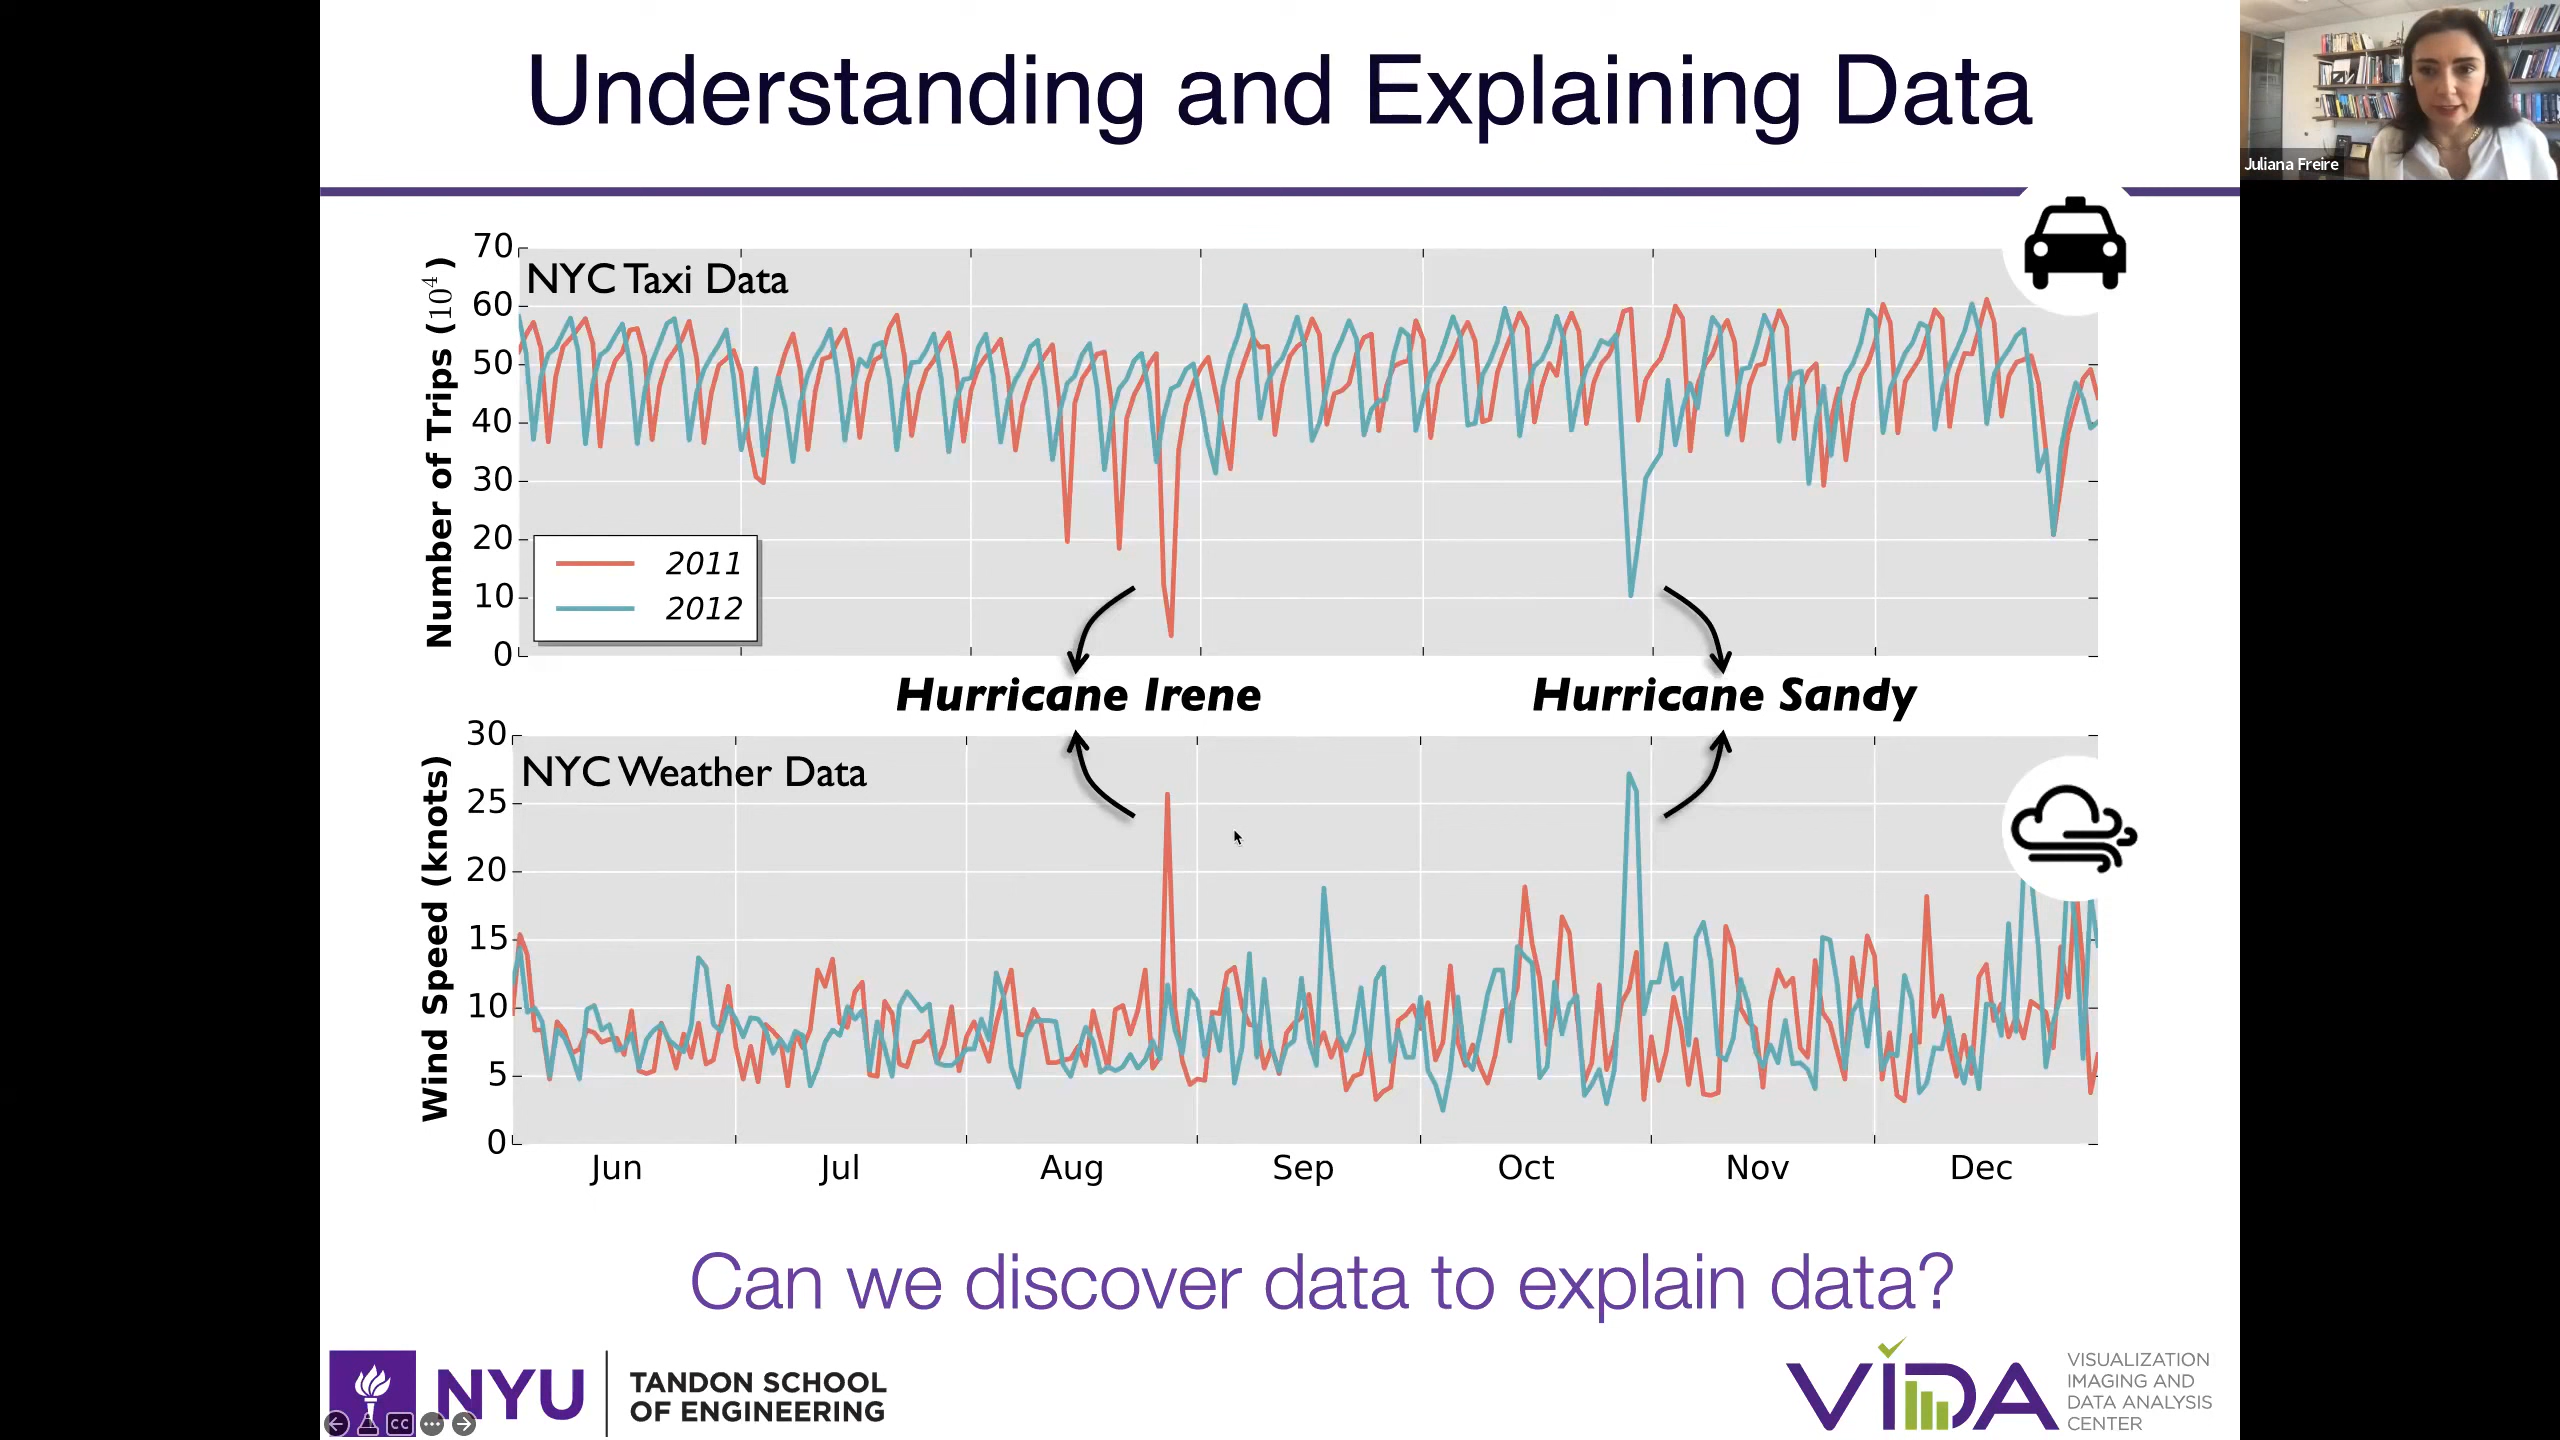 Understanding and Explaining Data
Juliana Freire
NYC Taxi Data
Number of Trips (10⁴)
70
60
50
40
30
20
10
0
2011
2012
Hurricane Irene
Hurricane Sandy
NYC Weather Data
Wind Speed (knots)
30
25
20
15
10
5
0
Jun Jul Aug Sep Oct Nov Dec
Can we discover data to explain data?
NYU
TANDON SCHOOL
OF ENGINEERING
CC
VIDA
VISUALIZATION
IMAGING AND
DATA ANALYSIS
CENTER